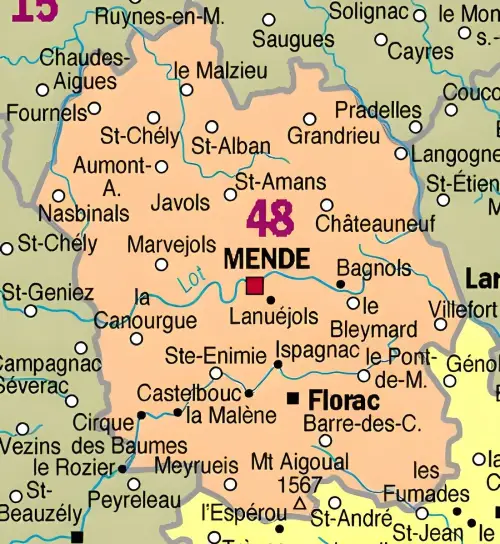 15
Ruynes-en-M.
Solignac
le Mon
s.-
Saugues
Cayres
Chaudes-
Aigues
le Malzieu
Coucc
Fournels
Pradelles
St-Chély
St-Alban
Grandrieu
Langogne
Aumont-
A.
St-Amans
St-Étien
M
Nasbinals
Javols
48
Châteauneuf
St-Chély
Marvejols
MENDE
Lot
Bagnols
Lar
St-Geniez
la
Canourgue
Lanuéjols
le
Bleymard
Villefort
Ste-Enimie
Ispagnac
le Pont-
de-M.
Génol
Campagnac
Séverac
Castelbouc
Florac
la Malène
Cirque
des Baumes
Barre-des-C.
Vezins
le Rozier
Meyrueis
Mt Aigoual
1567
les
Fumades
la
C
St-
Beauzély
Peyreleau
l'Espérou
St-André
St-Jean
le